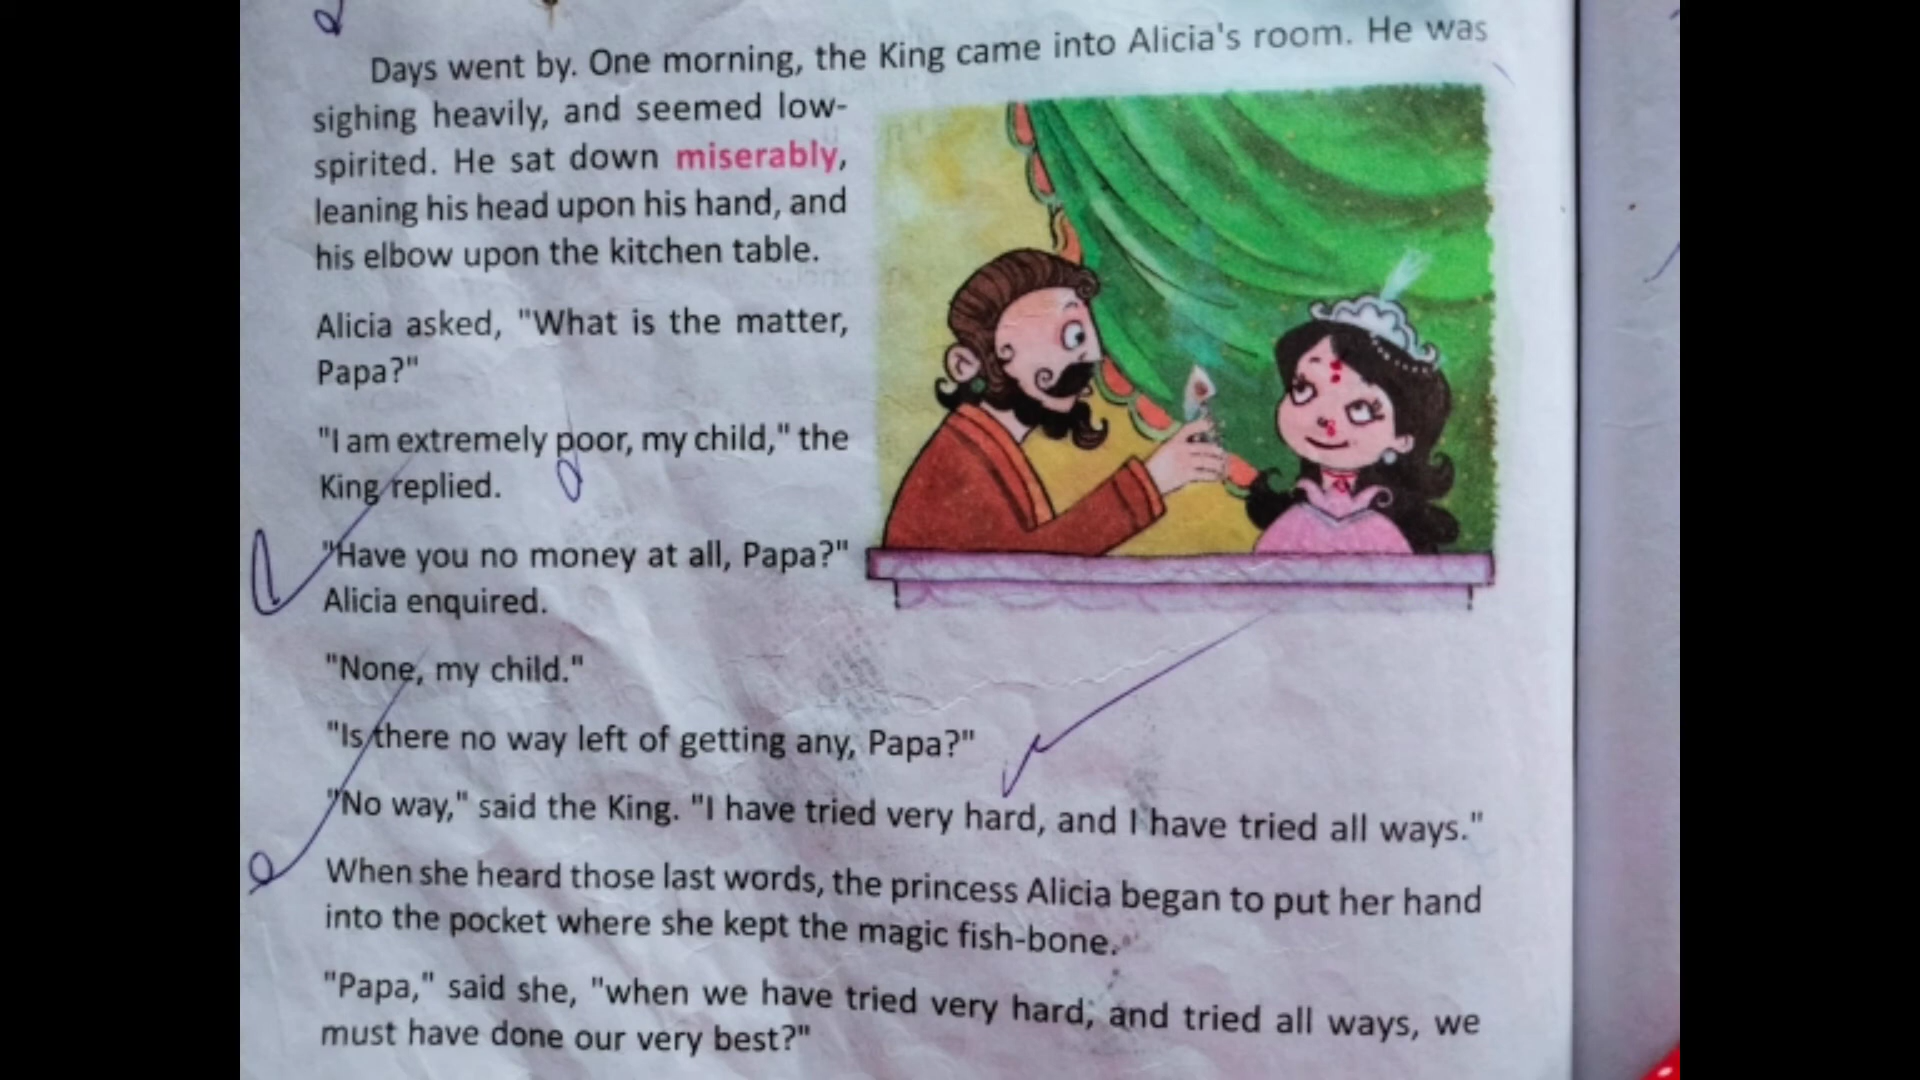 Days went by. One morning, the King came into Alicia's room. He was
sighing heavily, and seemed low-
spirited. He sat down miserably,
leaning his head upon his hand, and
his elbow upon the kitchen table.
Alicia asked, "What is the matter,
Papa?"
"I am extremely poor, my child," the
King replied.
"Have you no money at all, Papa?"
Alicia enquired.
"None, my child."
"Is there no way left of getting any, Papa?"
"No way," said the King. "I have tried very hard, and I have tried all ways."
When she heard those last words, the princess Alicia began to put her hand
into the pocket where she kept the magic fish-bone.
"Papa," said she, "when we have tried very hard, and tried all ways, we
must have done our very best?"